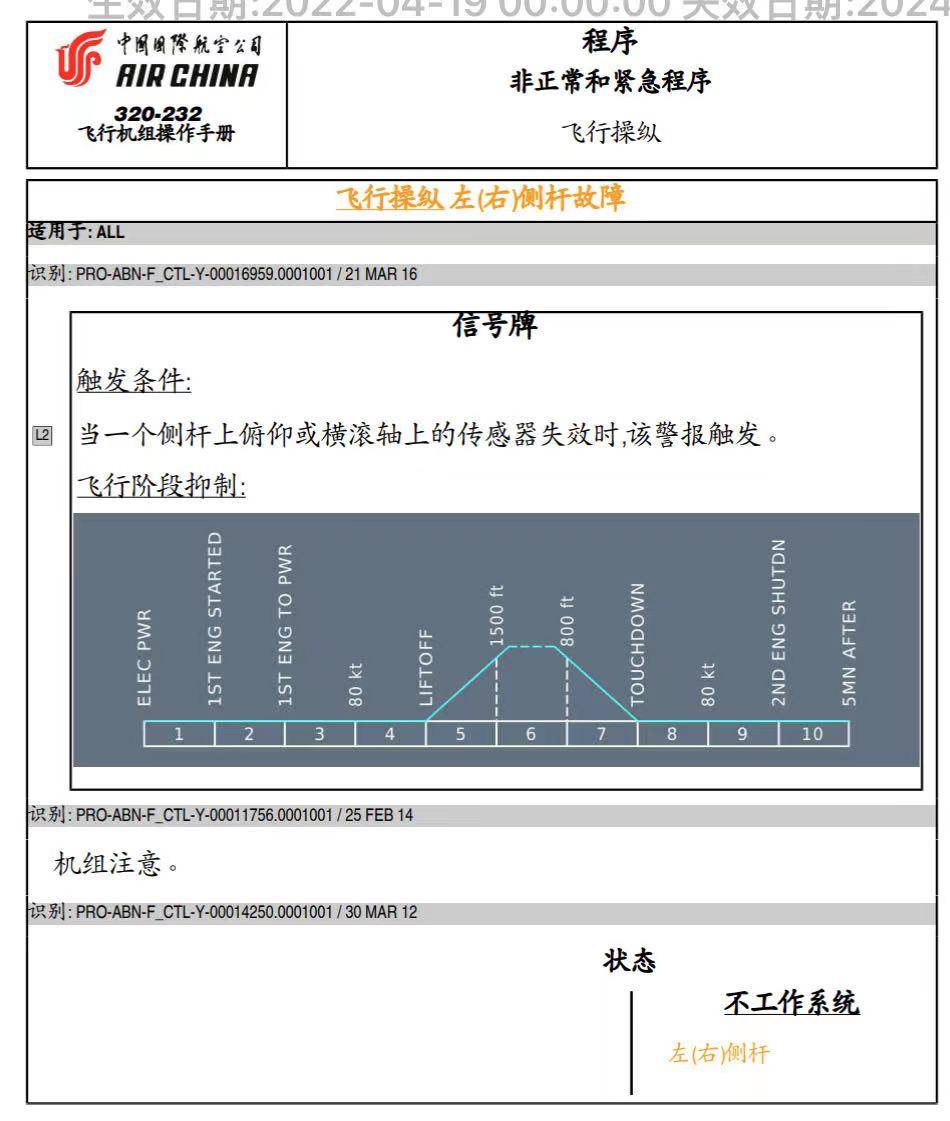 生效日期:2022-04-19 00:00:00 失效日期:2024
中国国际航空公司
AIR CHINA
320-232
飞行机组操作手册
程序
非正常和紧急程序
飞行操纵
飞行操纵 左(右)侧杆故障
适用于: ALL
识别: PRO-ABN-F_CTL-Y-00016959.0001001 / 21 MAR 16
信号牌
触发条件:
L2 当一个侧杆上俯仰或横滚轴上的传感器失效时,该警报触发。
飞行阶段抑制:
ELEC PWR
1ST ENG STARTED
1ST ENG TO PWR
80 kt
LIFTOFF
1500 ft
800 ft
TOUCHDOWN
80 kt
2ND ENG SHUTDN
5MN AFTER
1 2 3 4 5 6 7 8 9 10
识别: PRO-ABN-F_CTL-Y-00011756.0001001 / 25 FEB 14
机组注意。
识别: PRO-ABN-F_CTL-Y-00014250.0001001 / 30 MAR 12
状态
不工作系统
左(右)侧杆